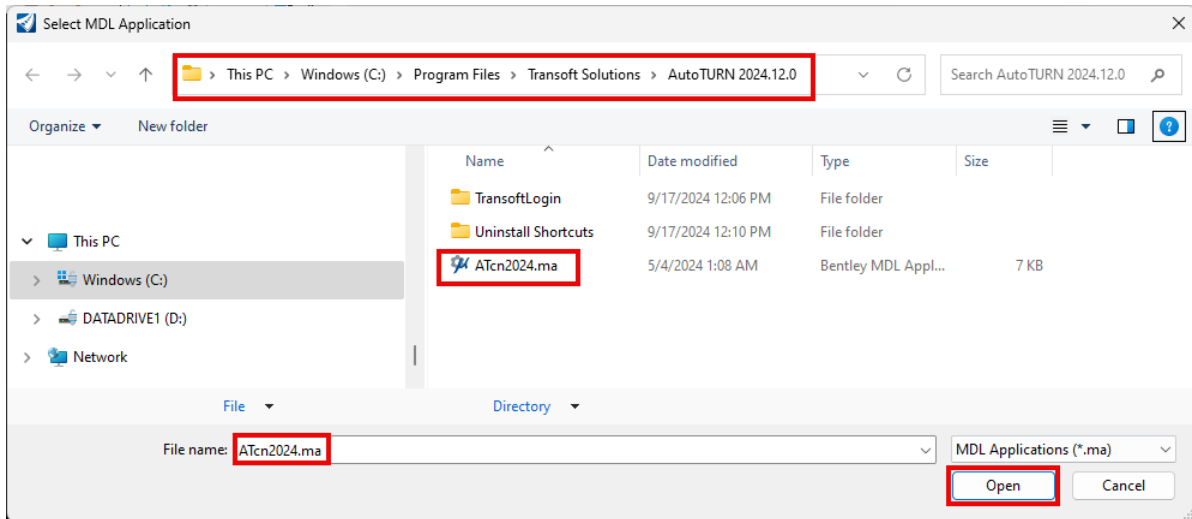 Select MDL Application
This PC > Windows (C:) > Program Files > Transoft Solutions > AutoTURN 2024.12.0
Search AutoTURN 2024.12.0
Organize New folder
?
Name Date modified Type Size
TransoftLogin 9/17/2024 12:06 PM File folder
Uninstall Shortcuts 9/17/2024 12:10 PM File folder
ATcn2024.ma 5/4/2024 1:08 AM Bentley MDL Appl... 7 KB
This PC
Windows (C:)
DATADRIVE1 (D:)
Network
File Directory
File name: ATcn2024.ma MDL Applications (*.ma)
Open Cancel